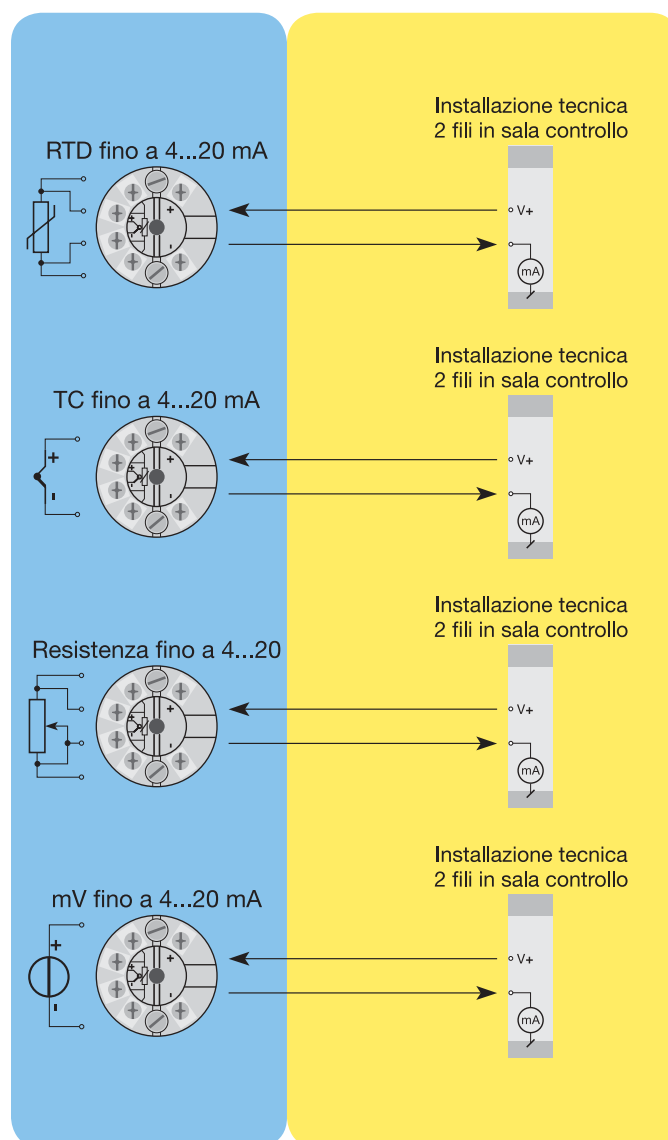 Installazione tecnica
2 fili in sala controllo
RTD fino a 4...20 mA
+
-
V+
mA
Installazione tecnica
2 fili in sala controllo
TC fino a 4...20 mA
+
-
+
-
V+
mA
Installazione tecnica
2 fili in sala controllo
Resistenza fino a 4...20
+
-
V+
mA
Installazione tecnica
2 fili in sala controllo
mV fino a 4...20 mA
+
-
+
-
V+
mA